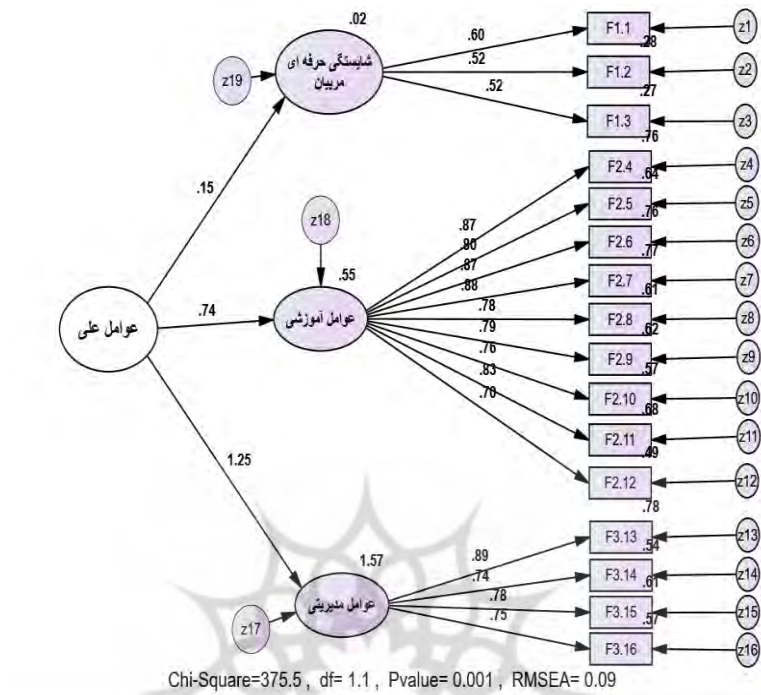 .02
شایستگی حرفه ای
مربیان
z19
.60
.52
.52
F1.1
.28
F1.2
.27
F1.3
.76
z1
z2
z3
.15
z18
.55
عوامل علی
.74
عوامل آموزشی
.87
.80
.87
.88
.78
.79
.76
.83
.70
F2.4
.64
F2.5
.76
F2.6
.77
F2.7
.61
F2.8
.62
F2.9
.57
F2.10
.68
F2.11
.49
F2.12
.78
z4
z5
z6
z7
z8
z9
z10
z11
z12
1.25
1.57
عوامل مدیریتی
z17
.89
.74
.78
.75
F3.13
.54
F3.14
.61
F3.15
.57
F3.16
z13
z14
z15
z16
Chi-Square=375.5 , df= 1.1 , Pvalue= 0.001 , RMSEA= 0.09